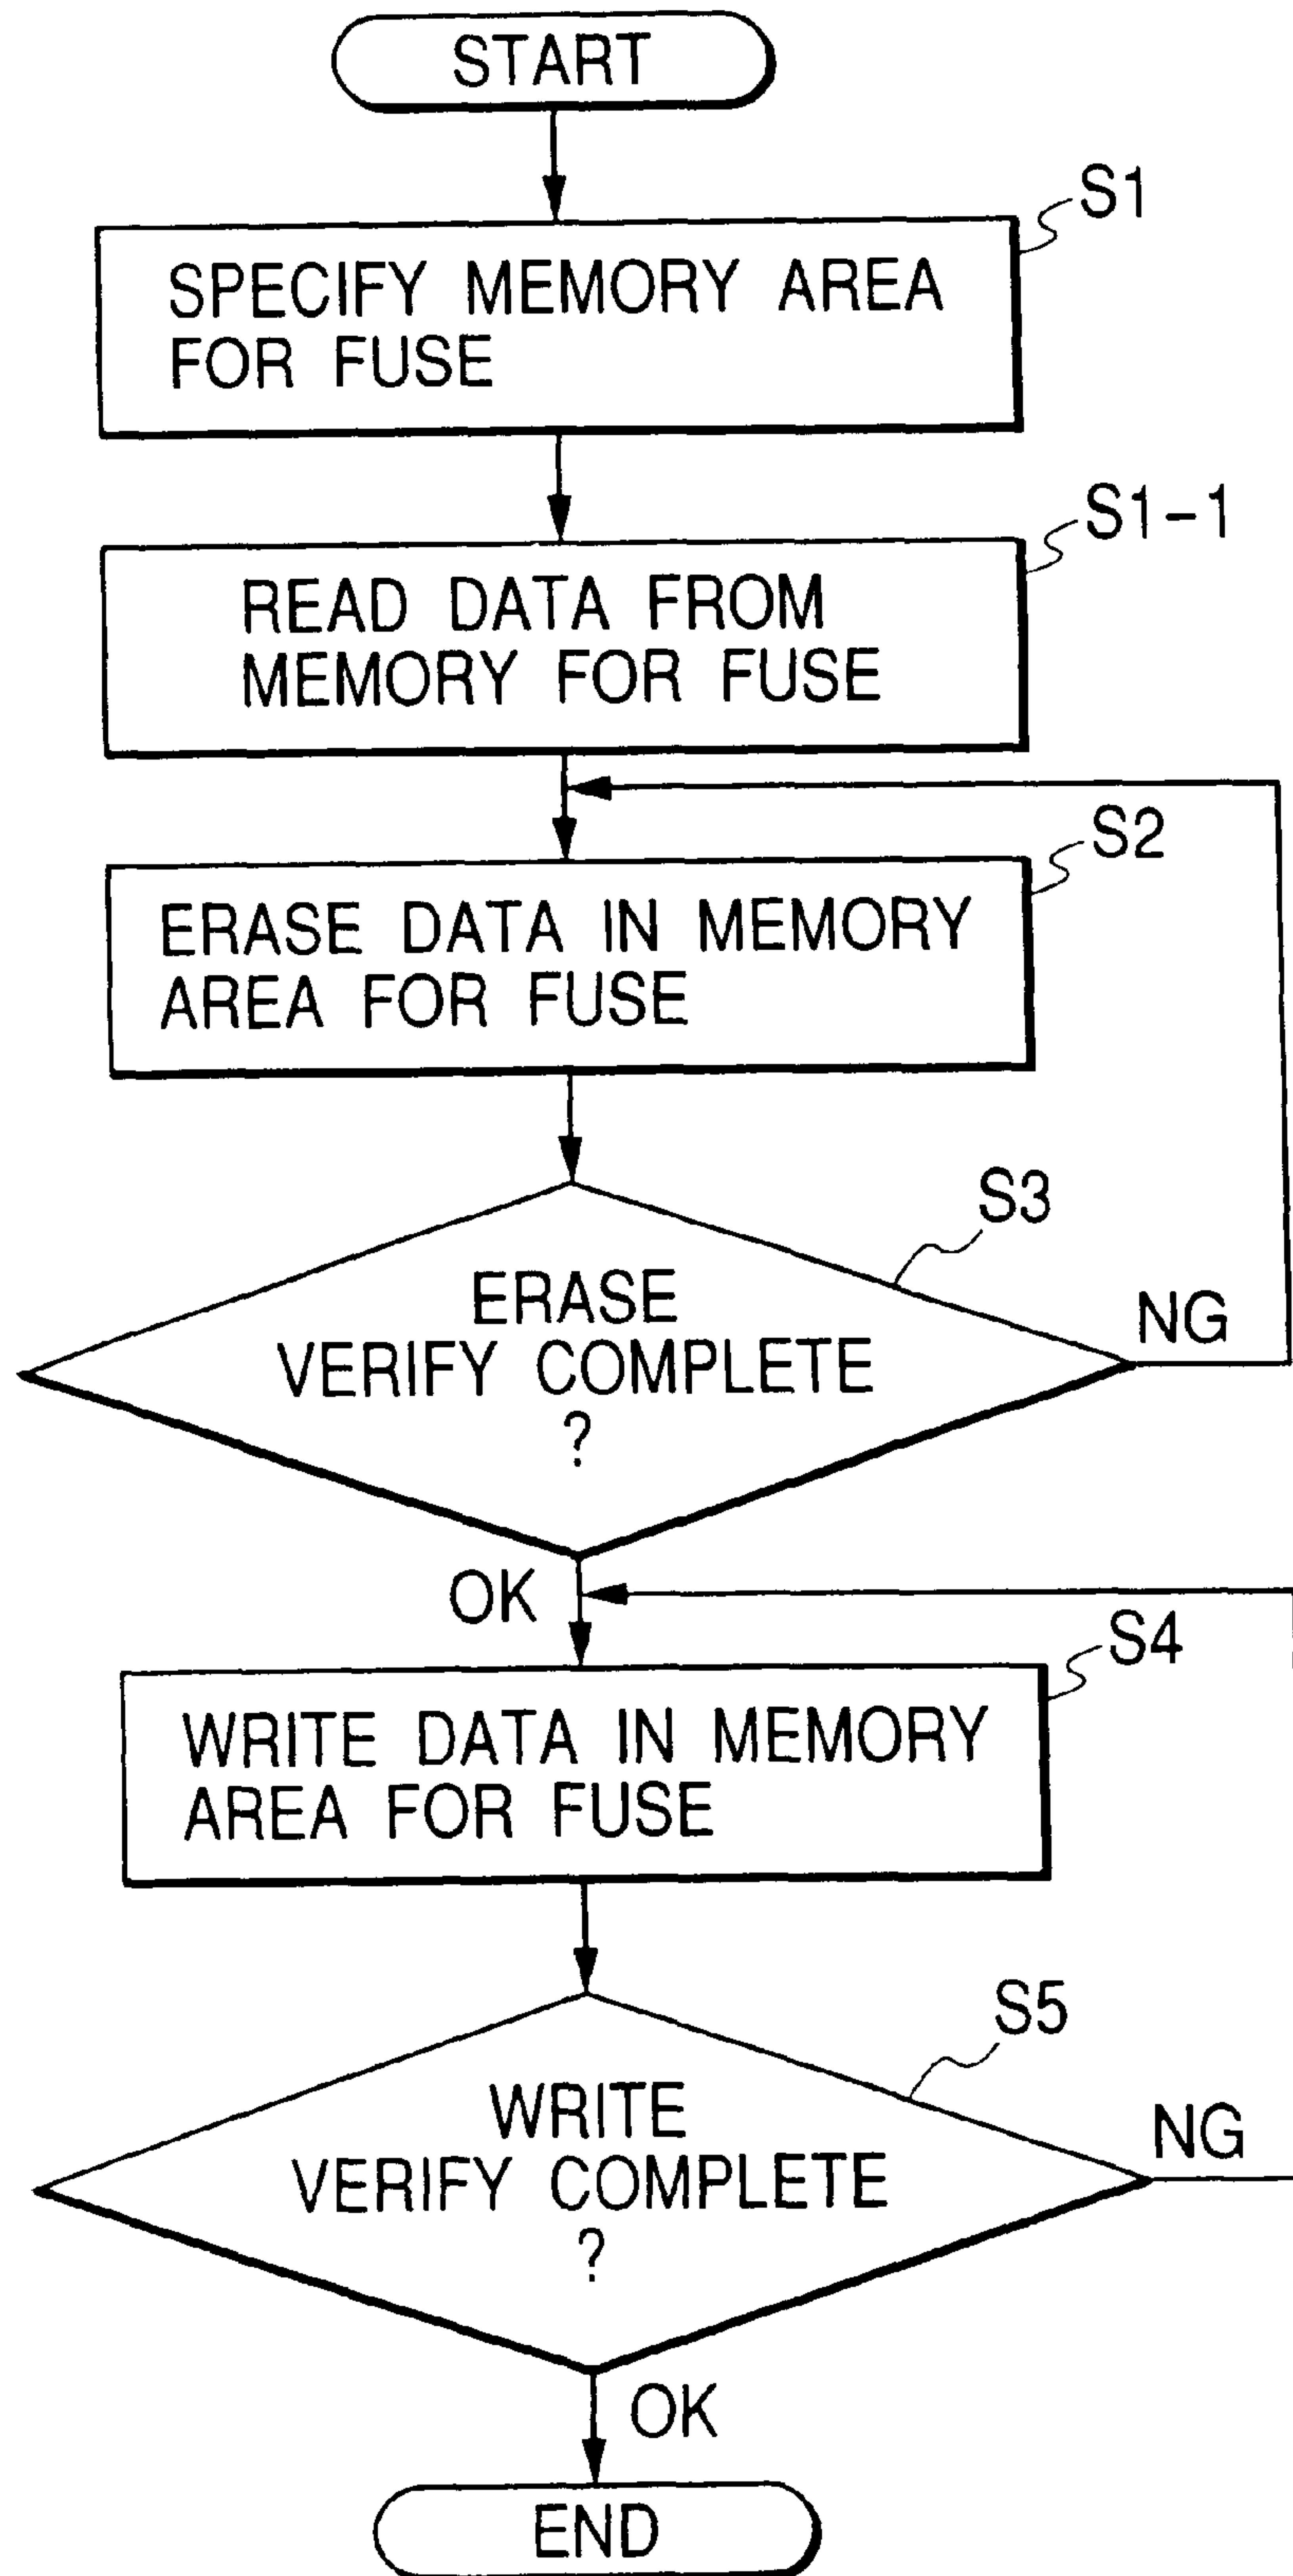 START
S1
SPECIFY MEMORY AREA
FOR FUSE
S1-1
READ DATA FROM
MEMORY FOR FUSE
S2
ERASE DATA IN MEMORY
AREA FOR FUSE
S3
ERASE
VERIFY COMPLETE
?
NG
OK
S4
WRITE DATA IN MEMORY
AREA FOR FUSE
S5
WRITE
VERIFY COMPLETE
?
NG
OK
END